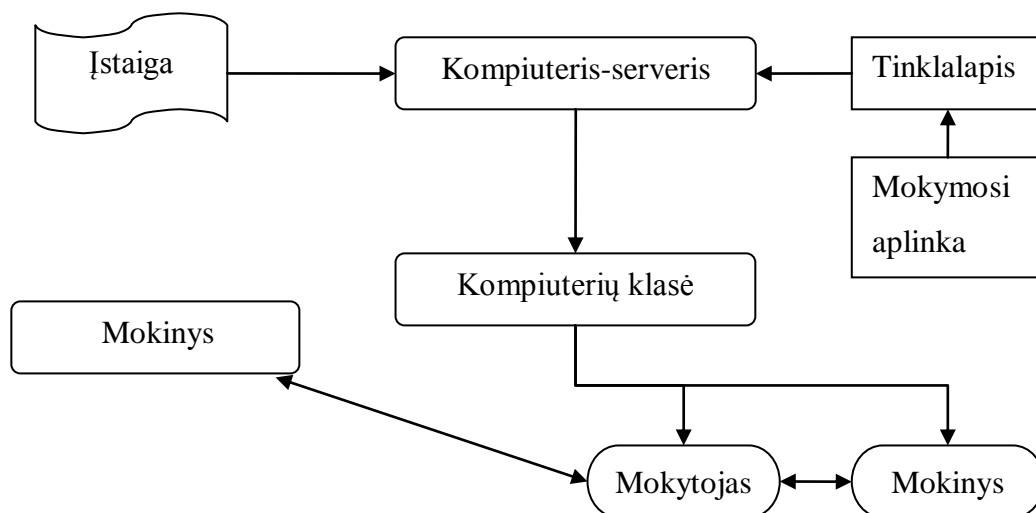 Įstaiga
Kompiuteris-serveris
Tinklalapis
Mokymosi
aplinka
Kompiuterių klasė
Mokinys
Mokytojas
Mokinys